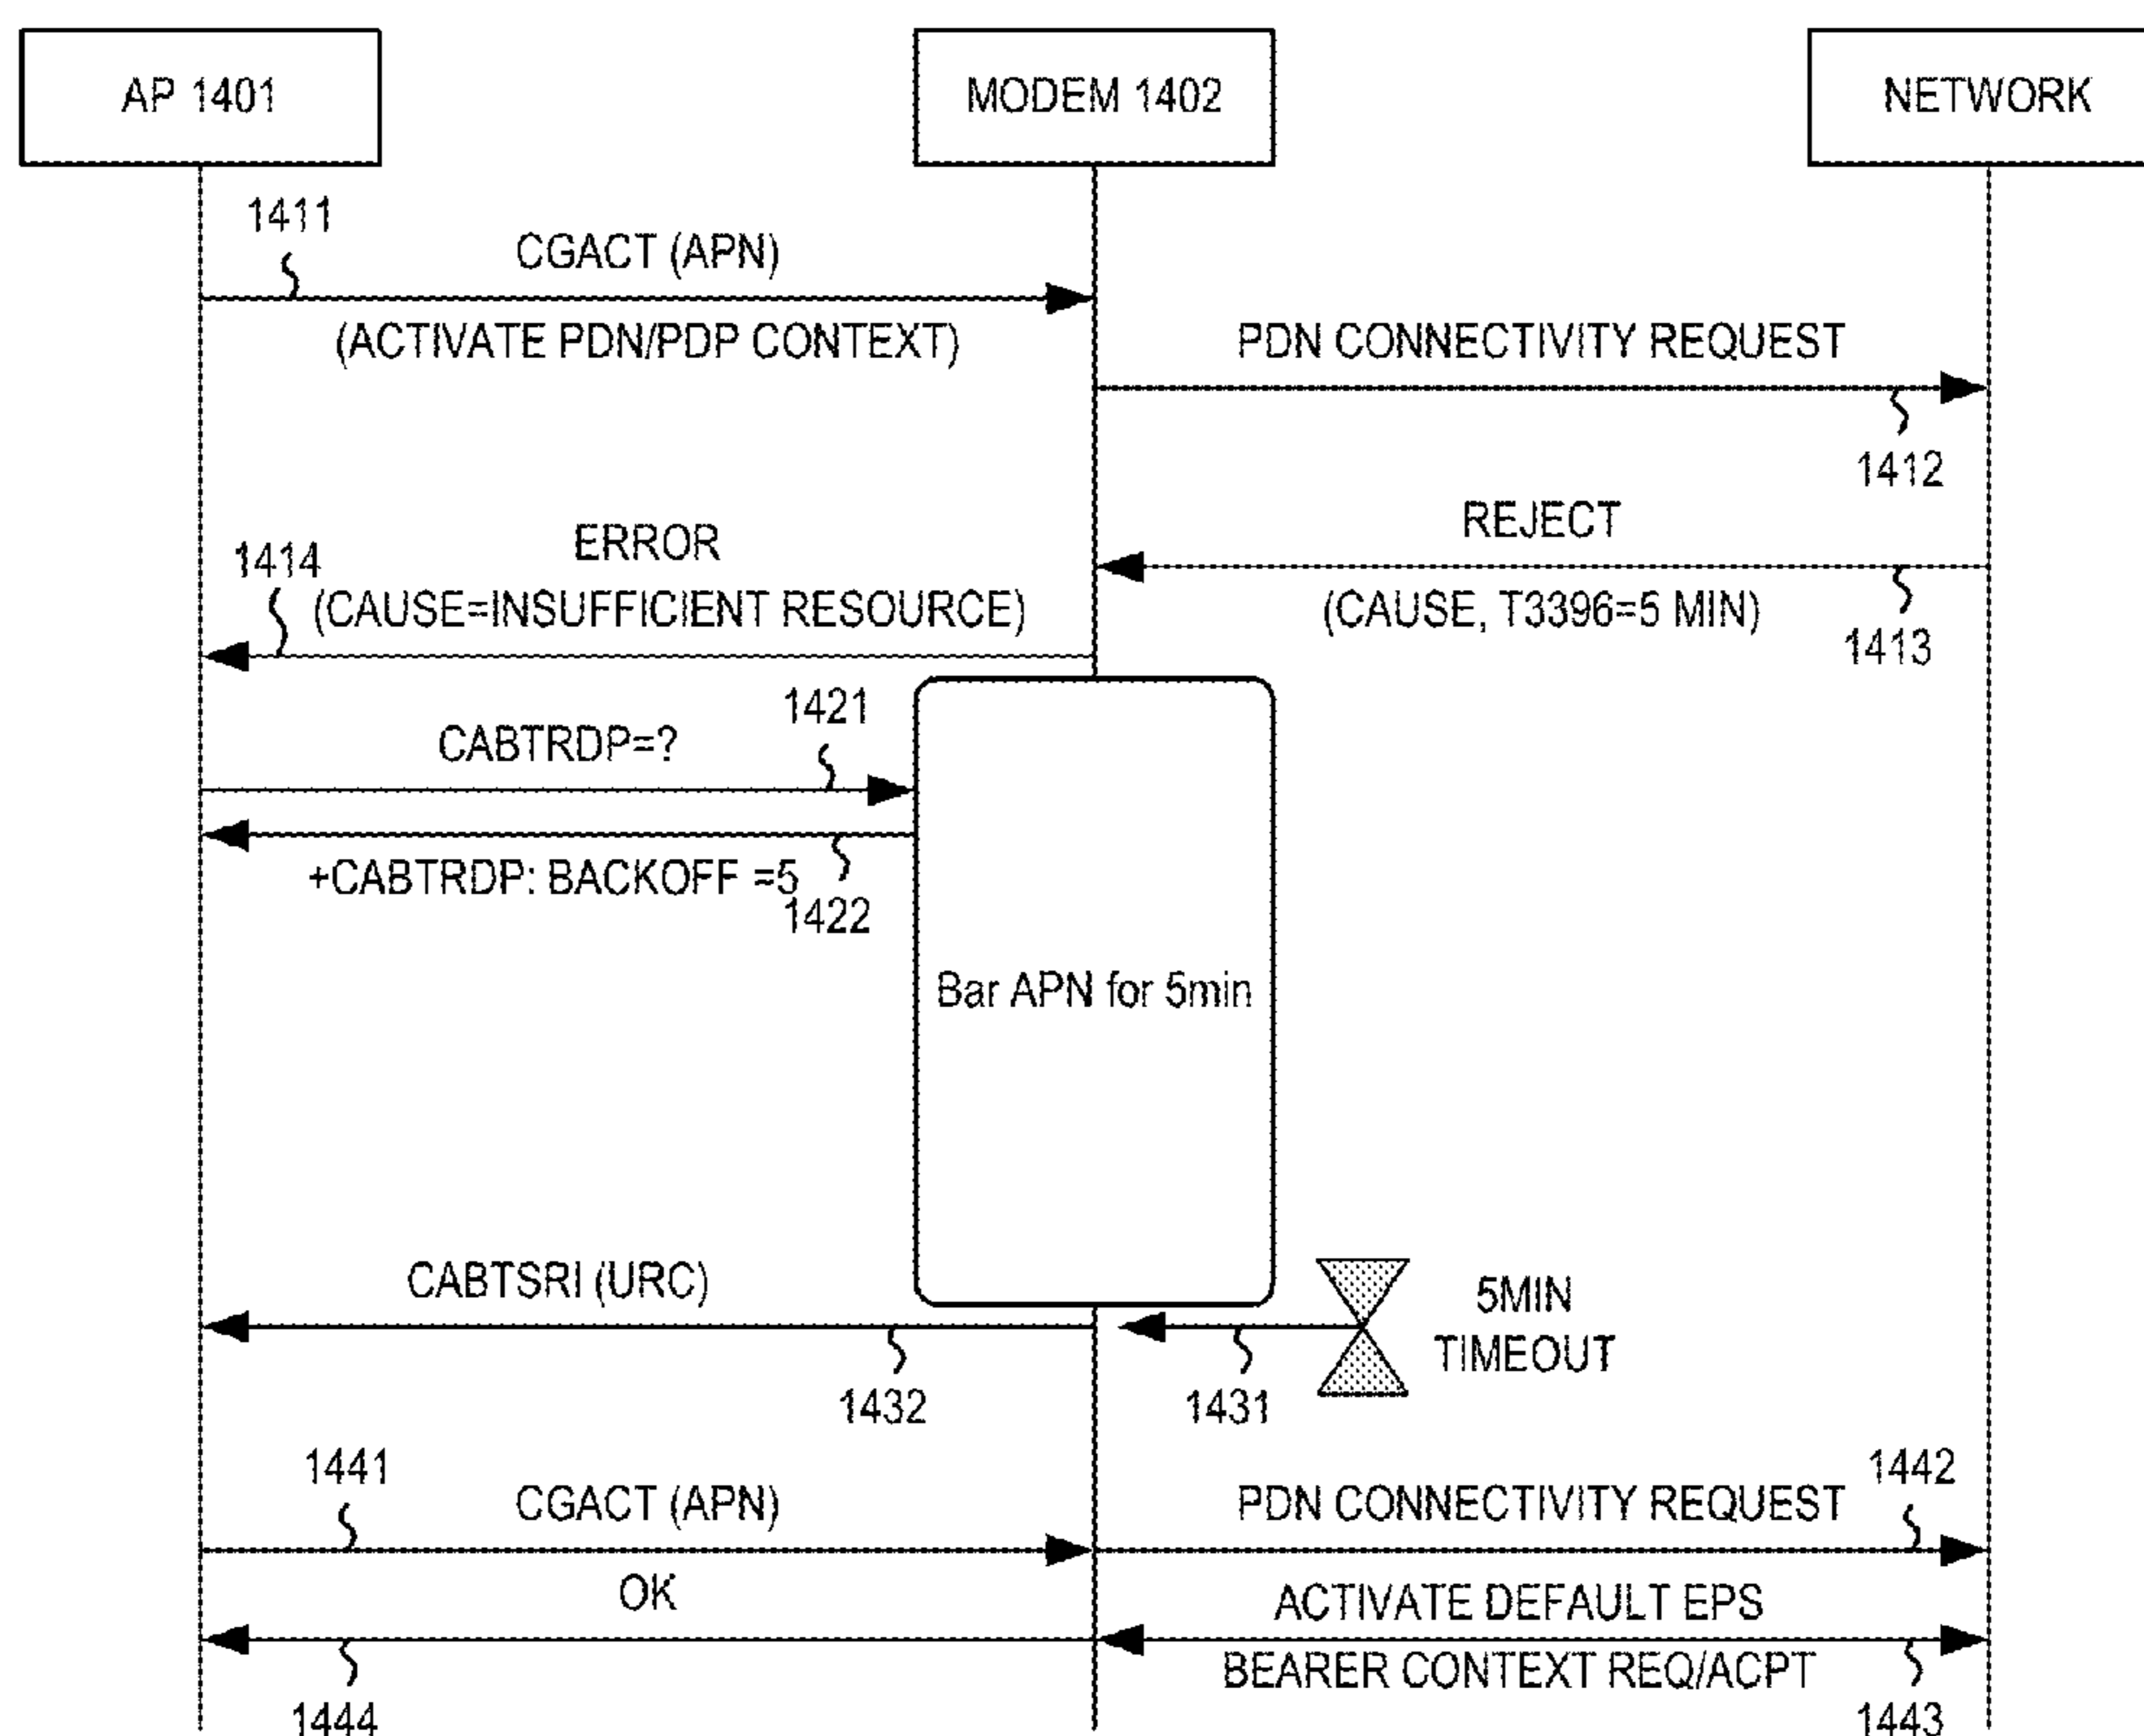 AP 1401
MODEM 1402
NETWORK
1411
CGACT (APN)
(ACTIVATE PDN/PDP CONTEXT)
PDN CONNECTIVITY REQUEST
1412
REJECT
(CAUSE, T3396=5 MIN)
1413
1414
ERROR
(CAUSE=INSUFFICIENT RESOURCE)
1421
CABTRDP=?
+CABTRDP: BACKOFF =5
1422
Bar APN for 5min
CABTSRI (URC)
1432
1431
5MIN
TIMEOUT
1441
CGACT (APN)
PDN CONNECTIVITY REQUEST
1442
OK
1444
ACTIVATE DEFAULT EPS
BEARER CONTEXT REQ/ACPT
1443